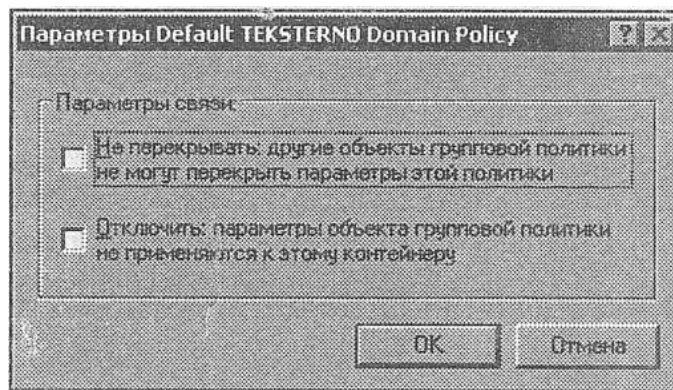 Параметры Default TEKSTERNO Domain Policy
Параметры связи:
Не перекрывать: другие объекты групповой политики
не могут перекрыть параметры этой политики
Отключить: параметры объекта групповой политики
не применяются к этому контейнеру
OK
Отмена